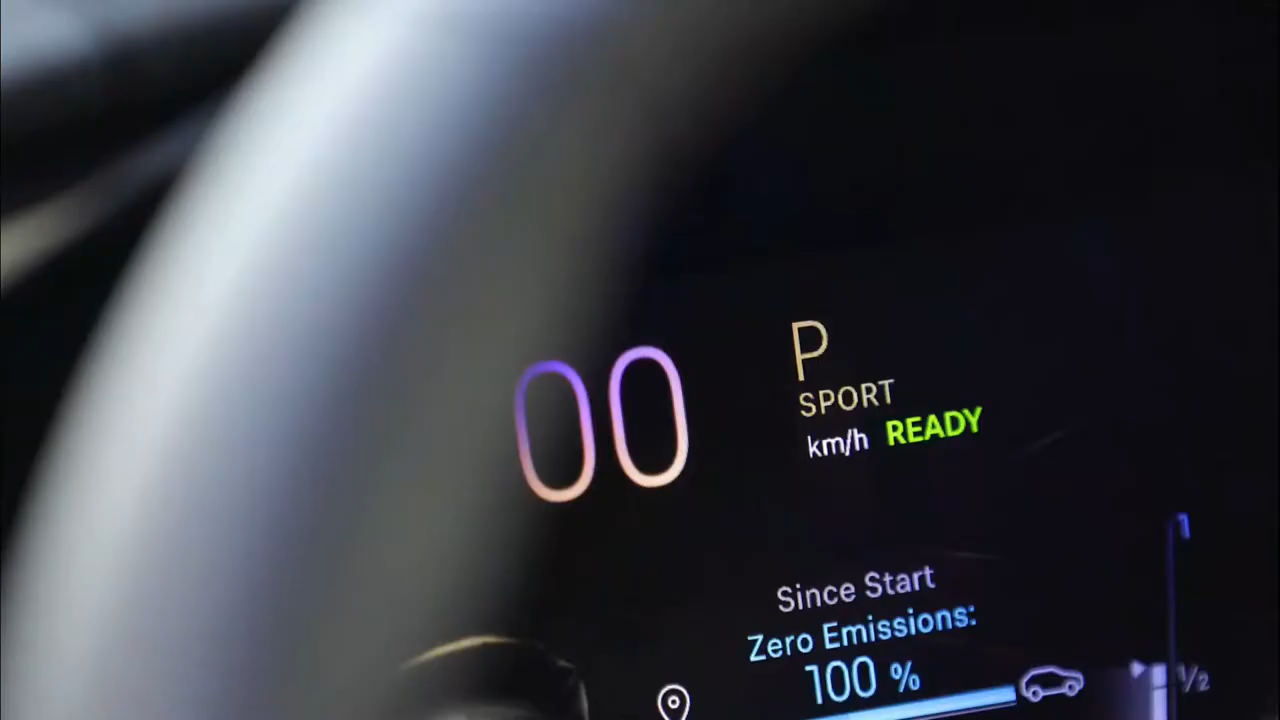 00
P
SPORT
km/h READY
Since Start
Zero Emissions:
100 %
1
1/2